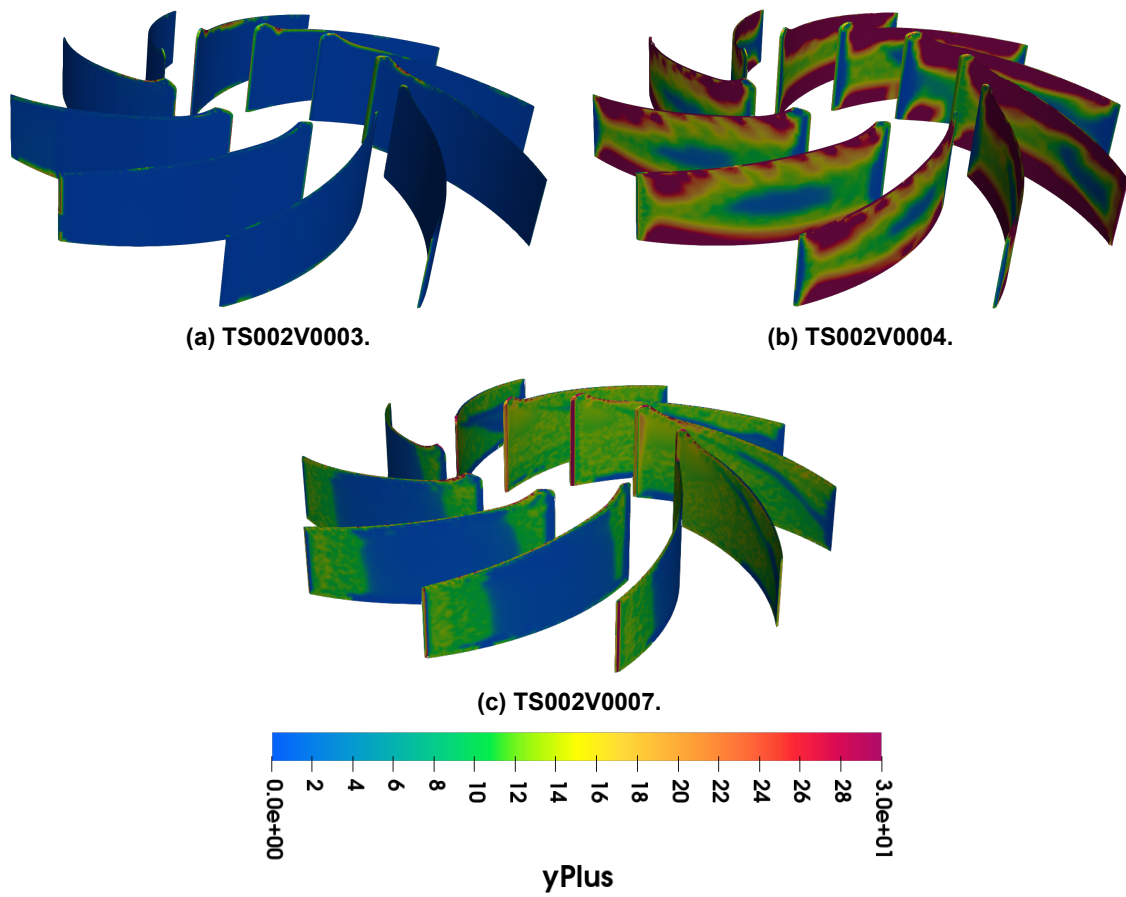 (a) TS002V0003.
(b) TS002V0004.
(c) TS002V0007.
0.0e+00 2 4 6 8 10 12 14 16 18 20 22 24 26 28 3.0e+01
yPlus